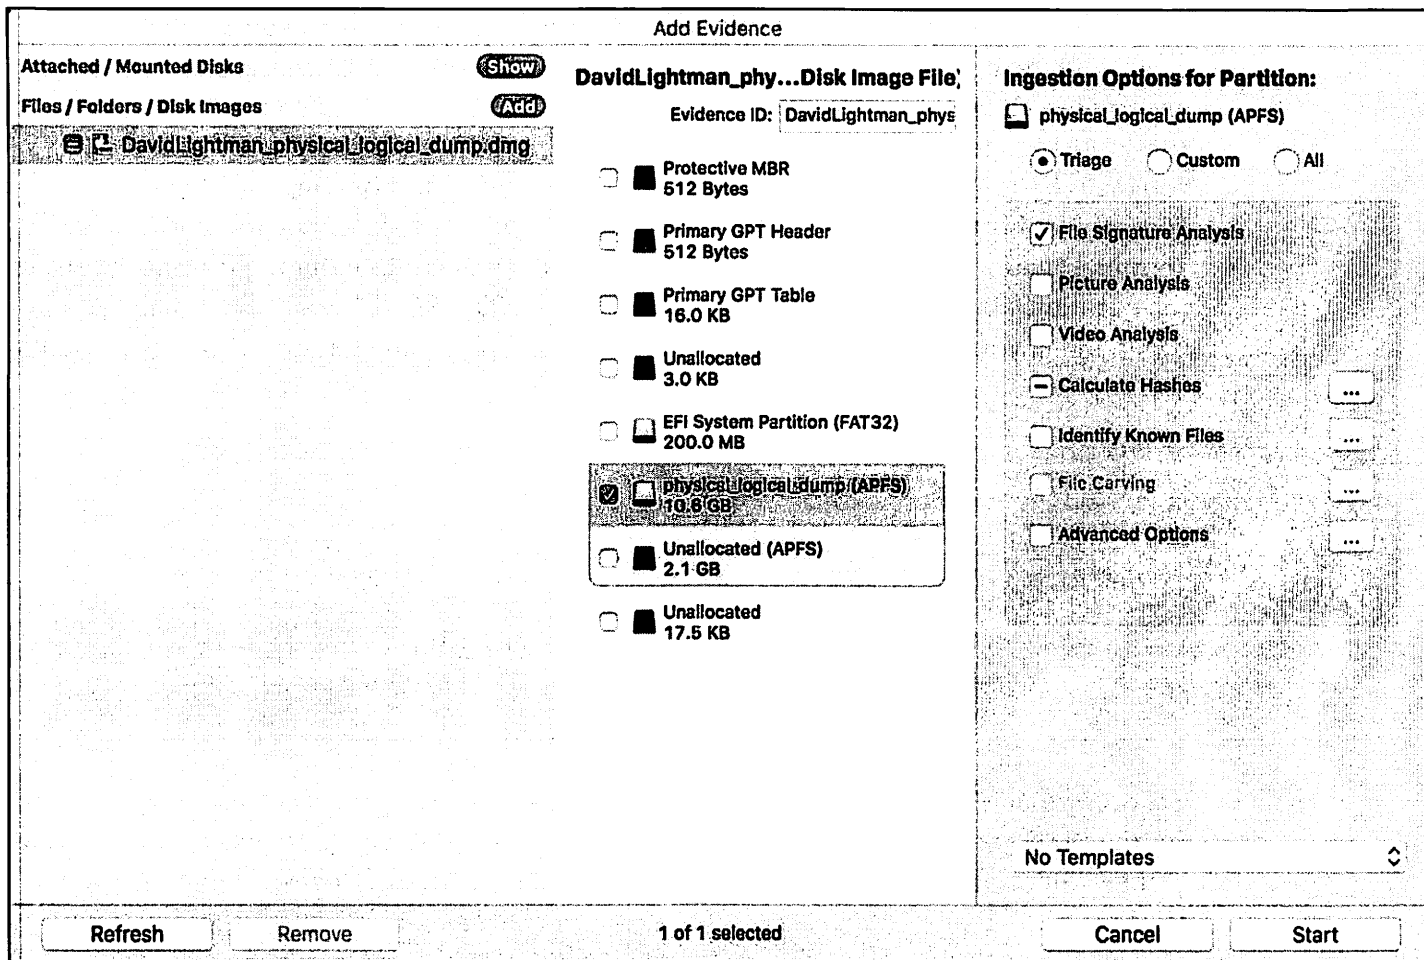 Add Evidence
Attached / Mounted Disks
Show
Files / Folders / Disk Images
Add
DavidLightman_physical_logical_dump.dmg
DavidLightman_phy...Disk Image File)
Evidence ID: DavidLightman_phys
Protective MBR
512 Bytes
Primary GPT Header
512 Bytes
Primary GPT Table
16.0 KB
Unallocated
3.0 KB
EFI System Partition (FAT32)
200.0 MB
physical_logical_dump (APFS)
10.6 GB
Unallocated (APFS)
2.1 GB
Unallocated
17.5 KB
Ingestion Options for Partition:
physical_logical_dump (APFS)
Triage Custom All
File Signature Analysis
Picture Analysis
Video Analysis
Calculate Hashes ...
Identify Known Files ...
File Carving ...
Advanced Options ...
No Templates
Refresh Remove 1 of 1 selected Cancel Start